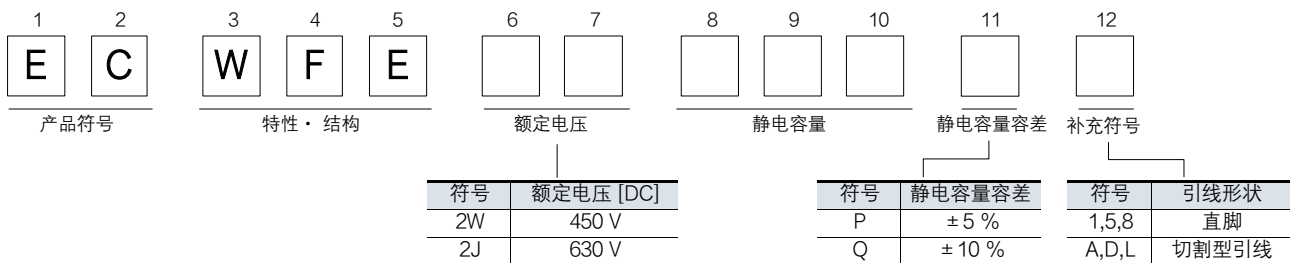 1 2 3 4 5 6 7 8 9 10 11 12
E C W F E
产品符号 特性・结构 额定电压 静电容量 静电容量容差 补充符号
符号 额定电压 [DC] 符号 静电容量容差 符号 引线形状
2W 450 V P ±5 % 1,5,8 直脚
2J 630 V Q ±10 % A,D,L 切割型引线